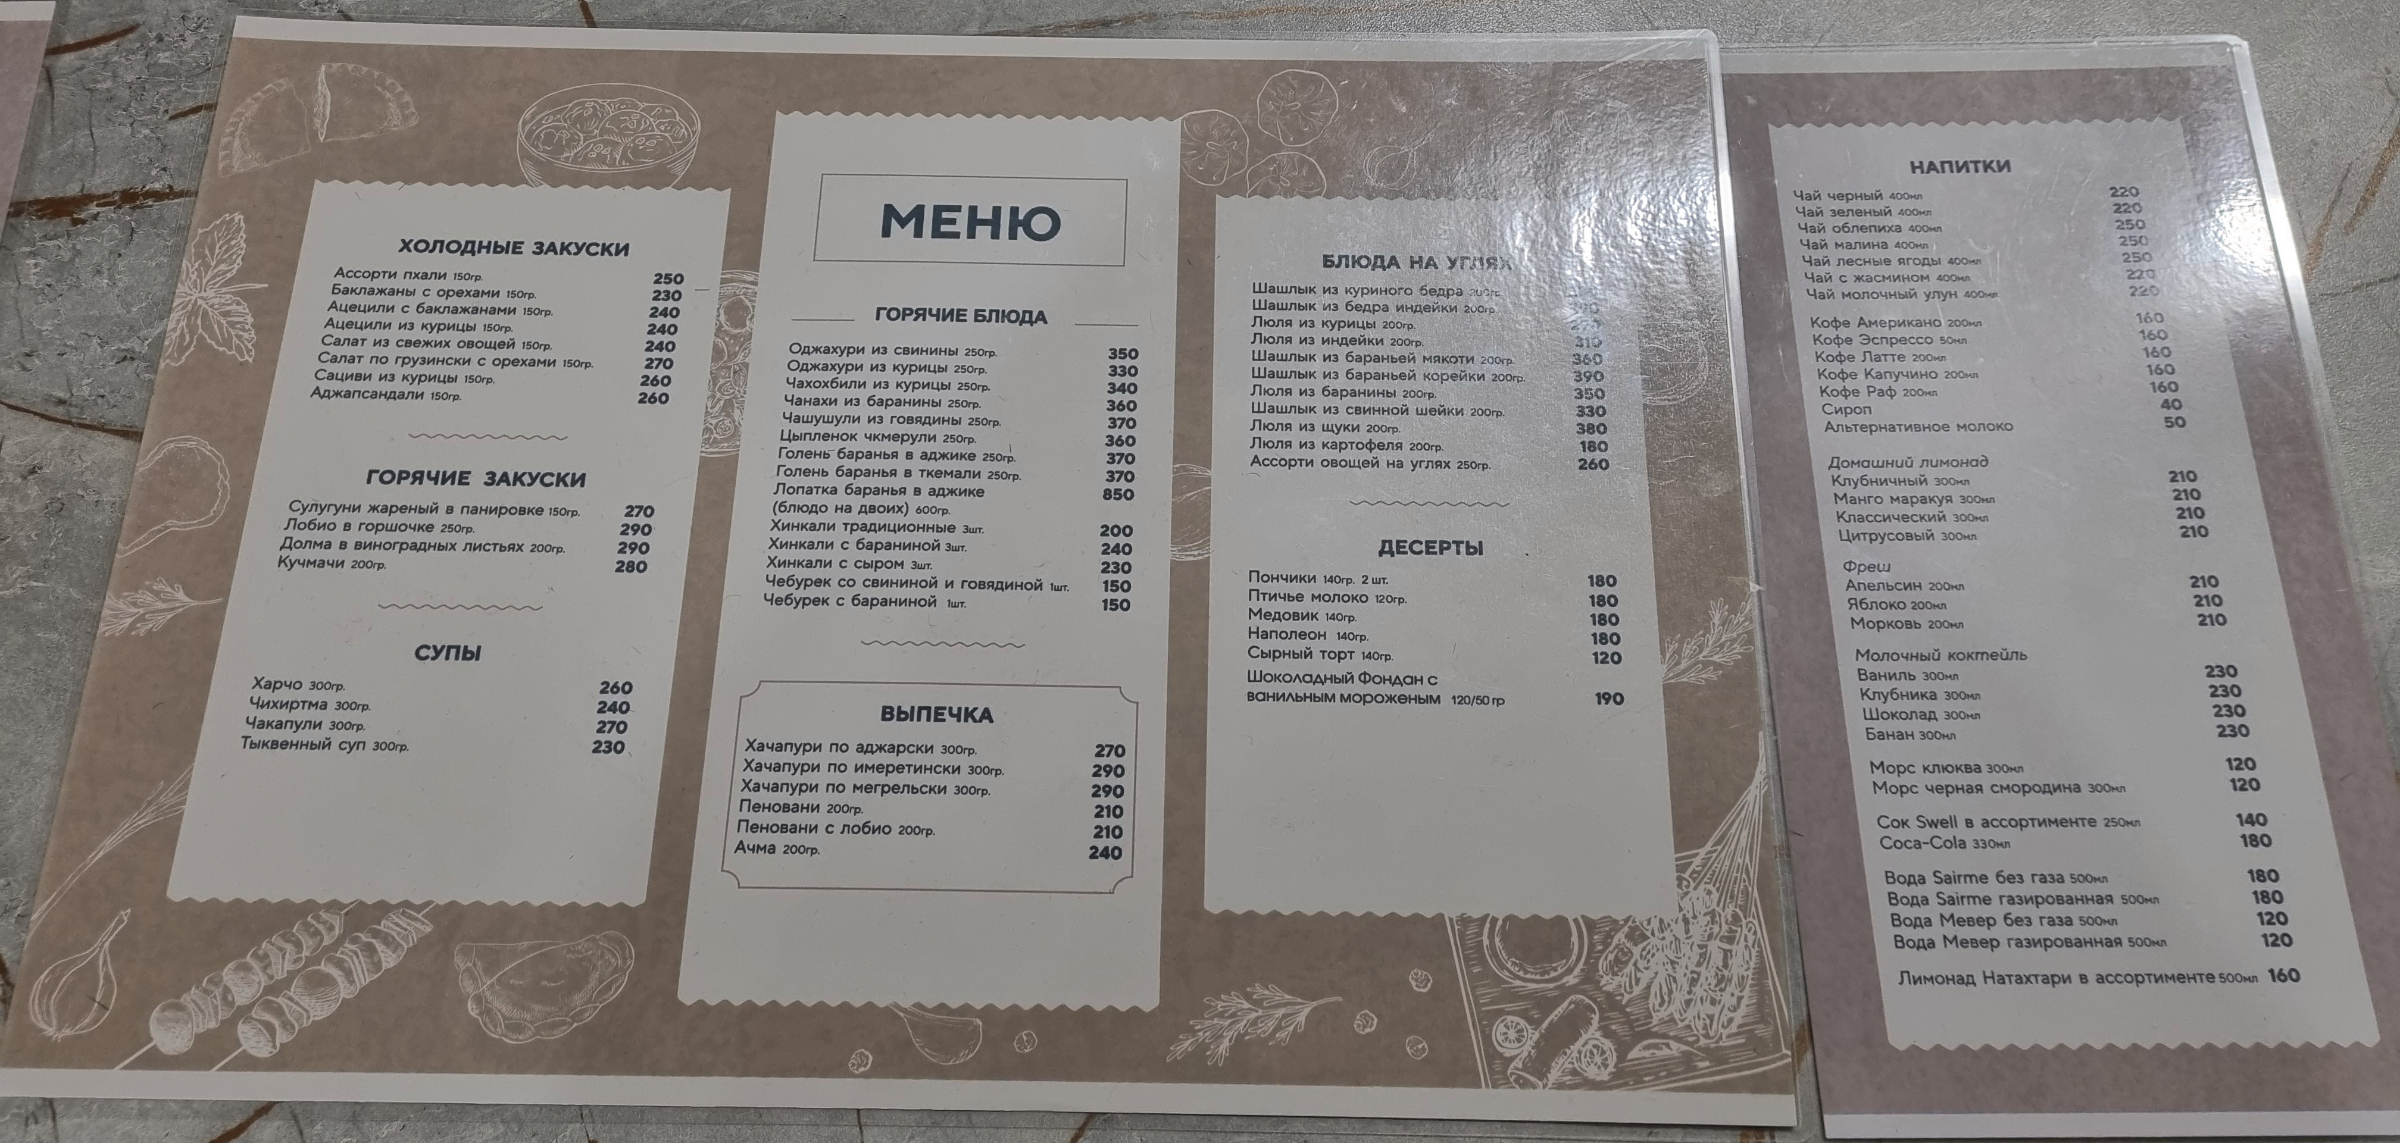 ХОЛОДНЫЕ ЗАКУСКИ
Ассорти пхали 150гр. 250
Баклажаны с орехами 150гр. 230
Ацецили с баклажанами 150гр. 240
Ацецили из курицы 150гр. 240
Салат из свежих овощей 150гр. 240
Салат по грузински с орехами 150гр. 270
Сациви из курицы 150гр. 260
Аджапсандали 150гр. 260
ГОРЯЧИЕ ЗАКУСКИ
Сулугуни жареный в панировке 150гр. 270
Лобио в горшочке 250гр. 290
Долма в виноградных листьях 200гр. 290
Кучмачи 200гр. 280
СУПЫ
Харчо 300гр. 260
Чихиртма 300гр. 240
Чакапули 300гр. 270
Тыквенный суп 300гр. 230
МЕНЮ
ГОРЯЧИЕ БЛЮДА
Оджахури из свинины 250гр. 350
Оджахури из курицы 250гр. 330
Чахохбили из курицы 250гр. 340
Чанахи из баранины 250гр. 360
Чашушули из говядины 250гр. 370
Цыпленок чкмерули 250гр. 360
Голень баранья в аджике 250гр. 370
Голень баранья в ткемали 250гр. 370
Лопатка баранья в аджике 850
(блюдо на двоих) 600гр.
Хинкали традиционные 3шт. 200
Хинкали с бараниной 3шт. 240
Хинкали с сыром 3шт. 230
Чебурек со свининой и говядиной 1шт. 150
Чебурек с бараниной 1шт. 150
ВЫПЕЧКА
Хачапури по аджарски 300гр. 270
Хачапури по имеретински 300гр. 290
Хачапури по мегрельски 300гр. 290
Пеновани 200гр. 210
Пеновани с лобио 200гр. 210
Ачма 200гр. 240
БЛЮДА НА УГЛЯХ
Шашлык из куриного бедра 200гр.
Шашлык из бедра индейки 200гр.
Люля из курицы 200гр.
Люля из индейки 200гр. 310
Шашлык из бараньей мякоти 200гр. 360
Шашлык из бараньей корейки 200гр. 390
Люля из баранины 200гр. 350
Шашлык из свинной шейки 200гр. 330
Люля из щуки 200гр. 380
Люля из картофеля 200гр. 180
Ассорти овощей на углях 250гр. 260
ДЕСЕРТЫ
Пончики 140гр. 2 шт. 180
Птичье молоко 120гр. 180
Медовик 140гр. 180
Наполеон 140гр. 180
Сырный торт 140гр. 120
Шоколадный Фондан с
ванильным мороженым 120/50 гр 190
НАПИТКИ
Чай черный 400мл 220
Чай зеленый 400мл 220
Чай облепиха 400мл 250
Чай малина 400мл 250
Чай лесные ягоды 400мл 250
Чай с жасмином 400мл 220
Чай молочный улун 400мл 220
Кофе Американо 200мл 160
Кофе Эспрессо 50мл 160
Кофе Латте 200мл 160
Кофе Капучино 200мл 160
Кофе Раф 200мл 160
Сироп 40
Альтернативное молоко 50
Домашний лимонад
Клубничный 300мл 210
Манго маракуя 300мл 210
Классический 300мл 210
Цитрусовый 300мл 210
Фреш
Апельсин 200мл 210
Яблоко 200мл 210
Морковь 200мл 210
Молочный коктейль
Ваниль 300мл 230
Клубника 300мл 230
Шоколад 300мл 230
Банан 300мл 230
Морс клюква 300мл 120
Морс черная смородина 300мл 120
Сок Swell в ассортименте 250мл 140
Coca-Cola 330мл 180
Вода Sairme без газа 500мл 180
Вода Sairme газированная 500мл 180
Вода Мевер без газа 500мл 120
Вода Мевер газированная 500мл 120
Лимонад Натахтари в ассортименте 500мл 160